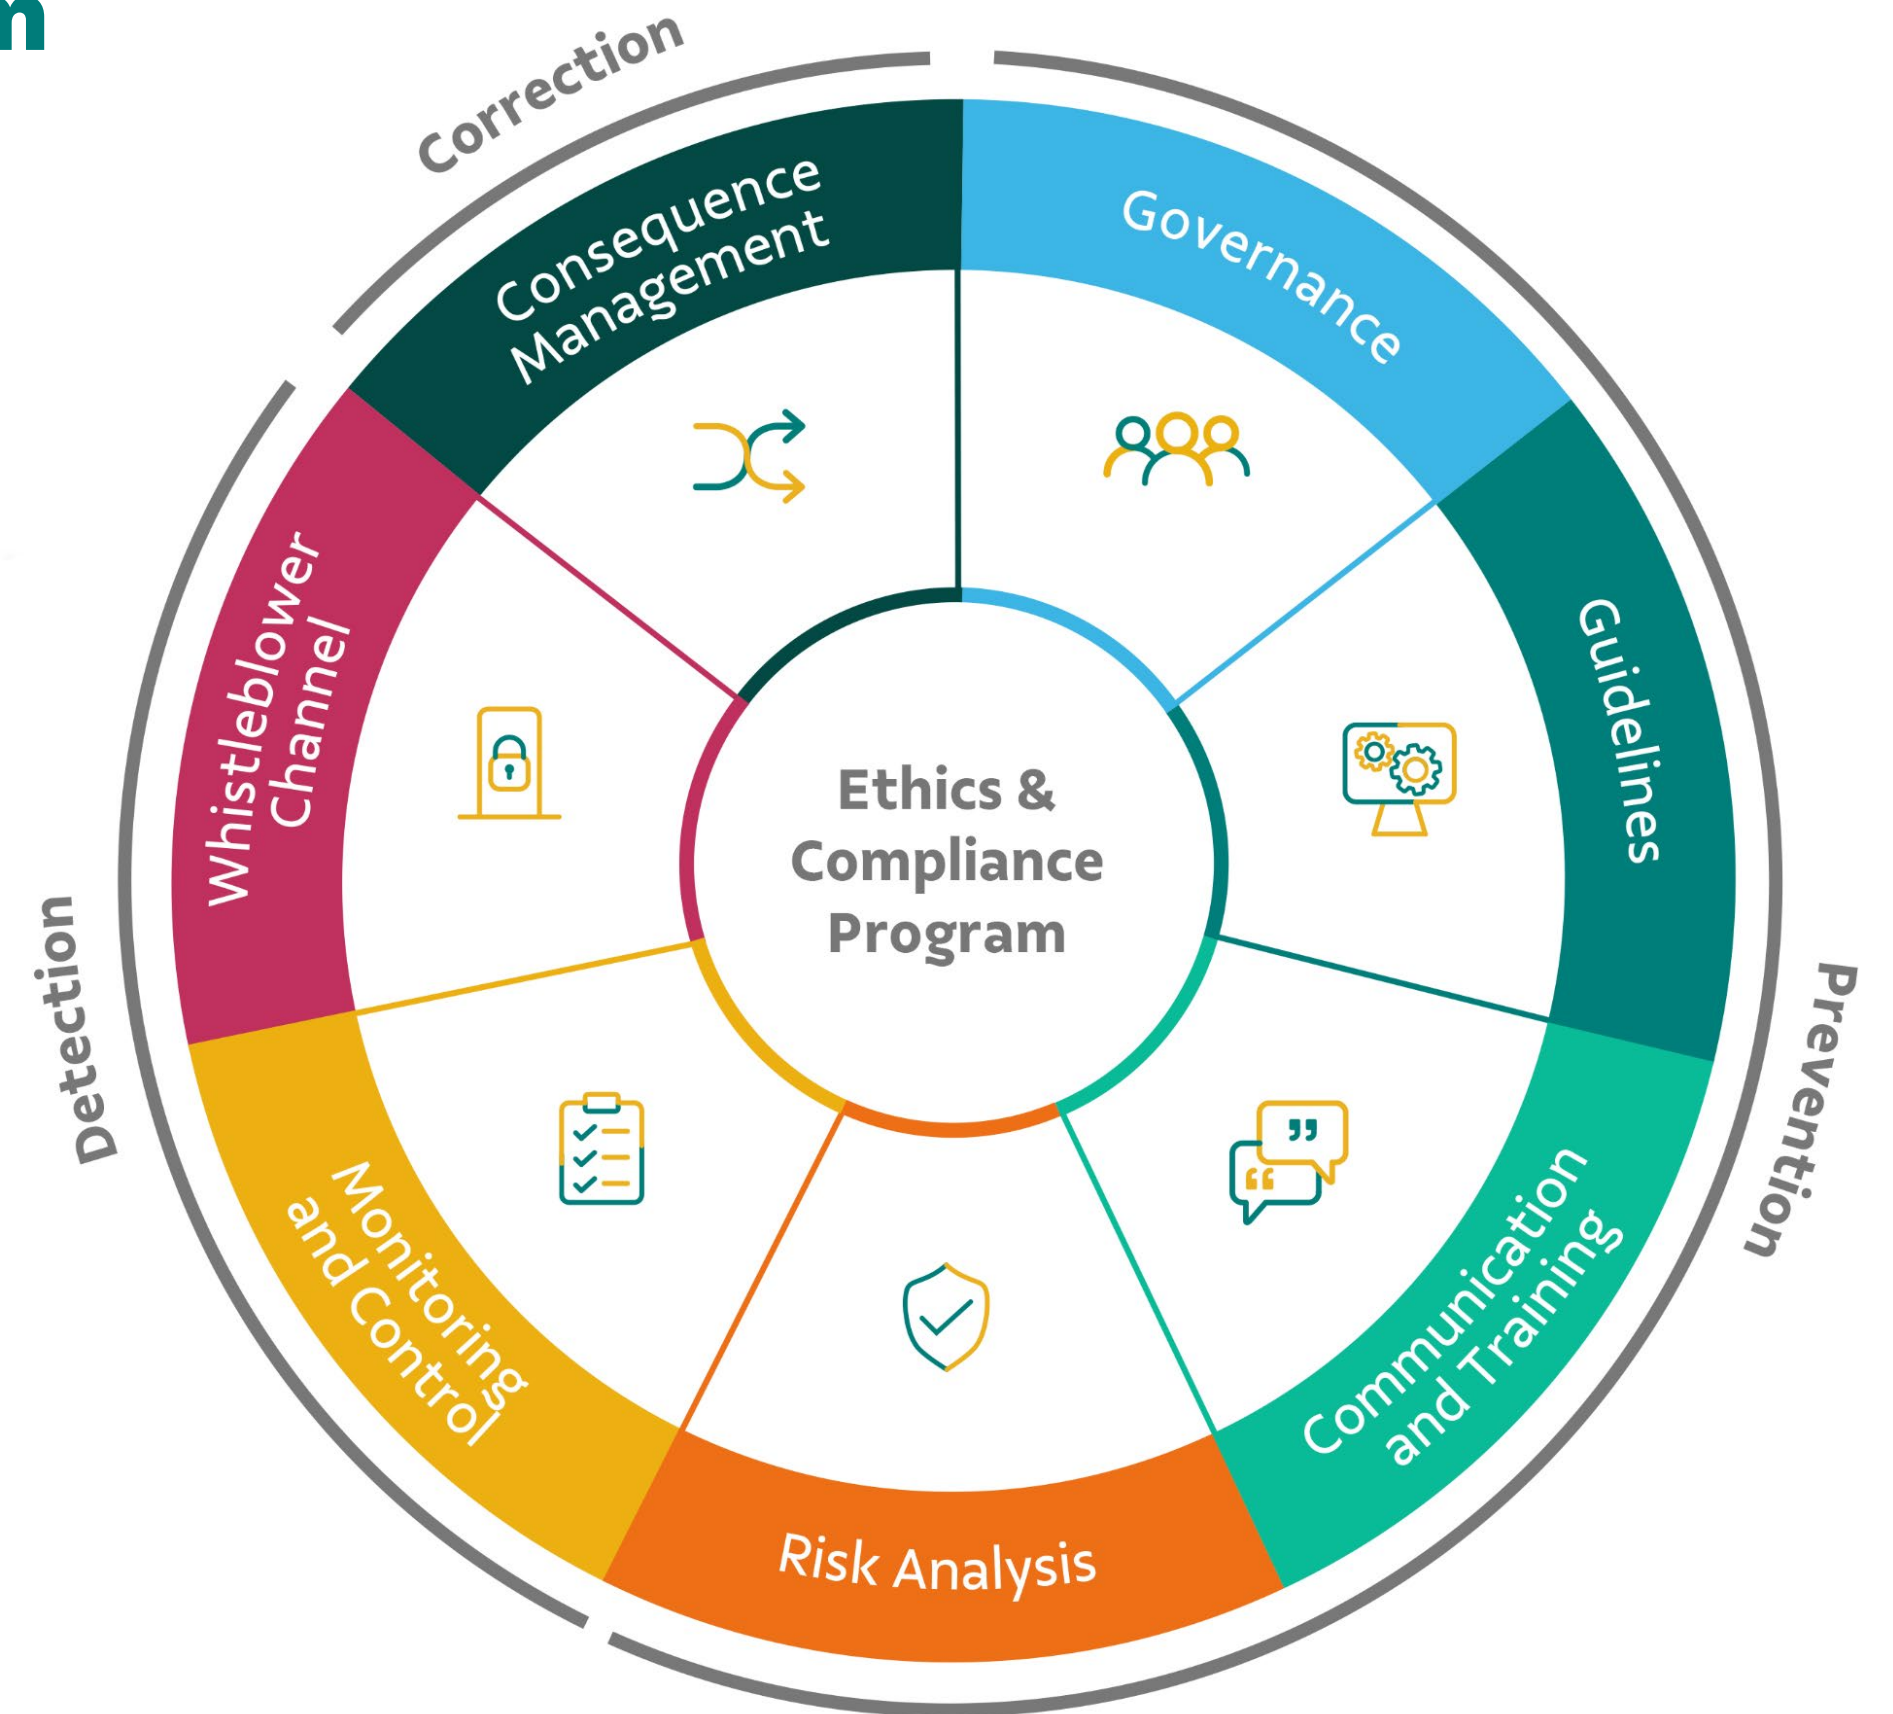 Correction
Consequence
Management
Governance
Guidelines
Whistleblower
Channel
Ethics &
Compliance
Program
Detection
Prevention
Monitoring
and Control
Communication
and Training
Risk Analysis